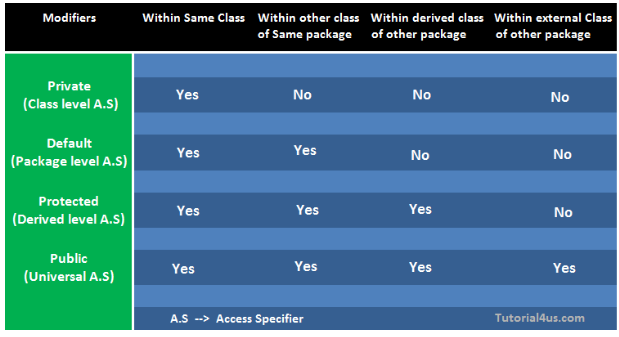 Modifiers Within Same Class Within other class of Same package Within derived class of other package Within external Class of other package
Private (Class level A.S) Yes No No No
Default (Package level A.S) Yes Yes No No
Protected (Derived level A.S) Yes Yes Yes No
Public (Universal A.S) Yes Yes Yes Yes
A.S --> Access Specifier Tutorial4us.com